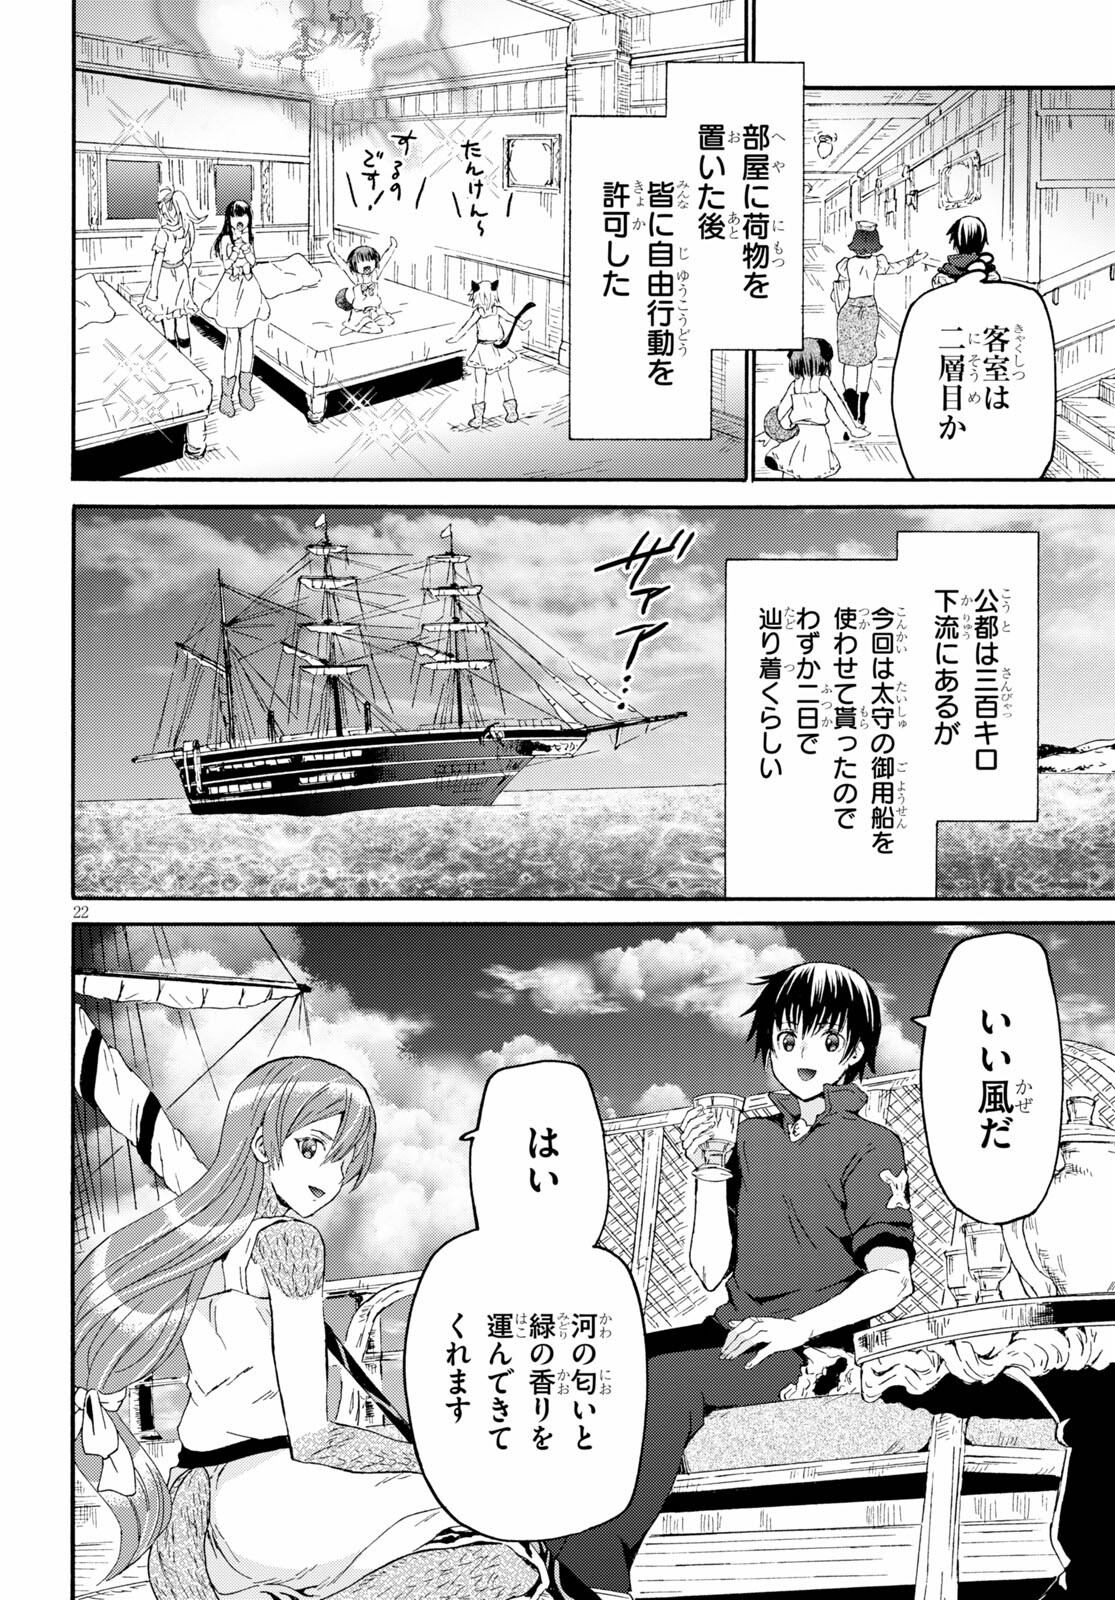 客室は
二層目か
部屋に荷物を
置いた後
皆に自由行動を
許可した
たんけん〜
するの
です！
公都は三百キロ
下流にあるが
今回は太守の御用船を
使わせて貰ったので
わずか二日で
辿り着くらしい
ザァァ…
22
いい風だ
はい
河の匂いと
緑の香りを
運んできて
くれます